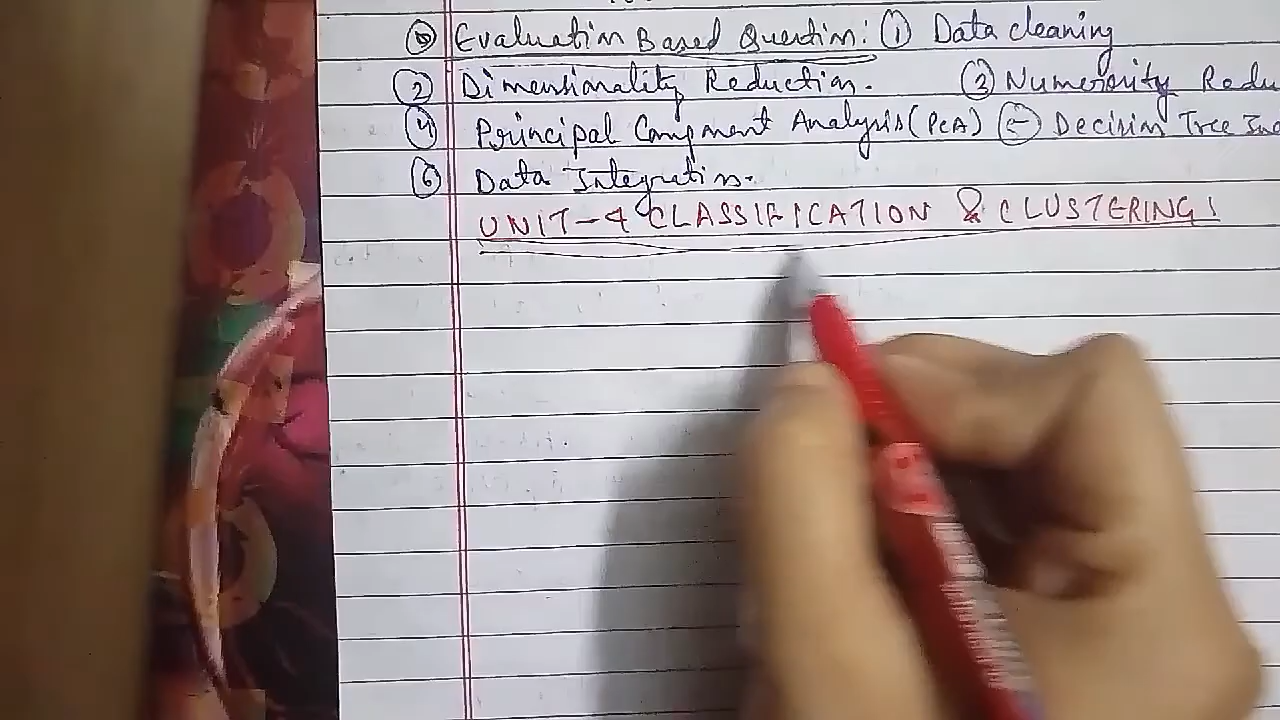 Evaluation Based Question: ① Data cleaning
② Dimensionality Reduction. ③ Numerosity Redu
④ Principal Component Analysis (PCA) ⑤ Decision Tree
⑥ Data Integration.
UNIT-4 CLASSIFICATION & CLUSTERING!